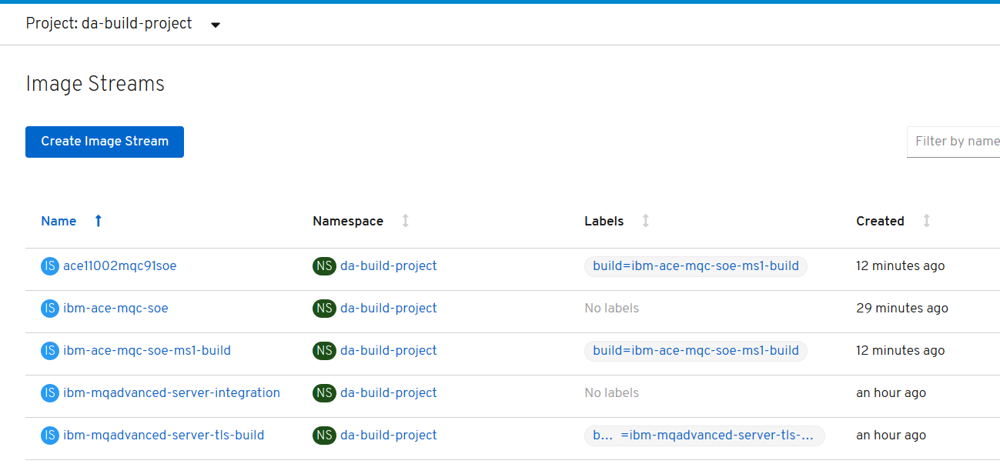 Project: da-build-project
Image Streams
Create Image Stream
Filter by name
Name Namespace Labels Created
IS ace11002mqc91soe NS da-build-project build=ibm-ace-mqc-soe-ms1-build 12 minutes ago
IS ibm-ace-mqc-soe NS da-build-project No labels 29 minutes ago
IS ibm-ace-mqc-soe-ms1-build NS da-build-project build=ibm-ace-mqc-soe-ms1-build 12 minutes ago
IS ibm-mqadvanced-server-integration NS da-build-project No labels an hour ago
IS ibm-mqadvanced-server-tls-build NS da-build-project b... =ibm-mqadvanced-server-tls-... an hour ago